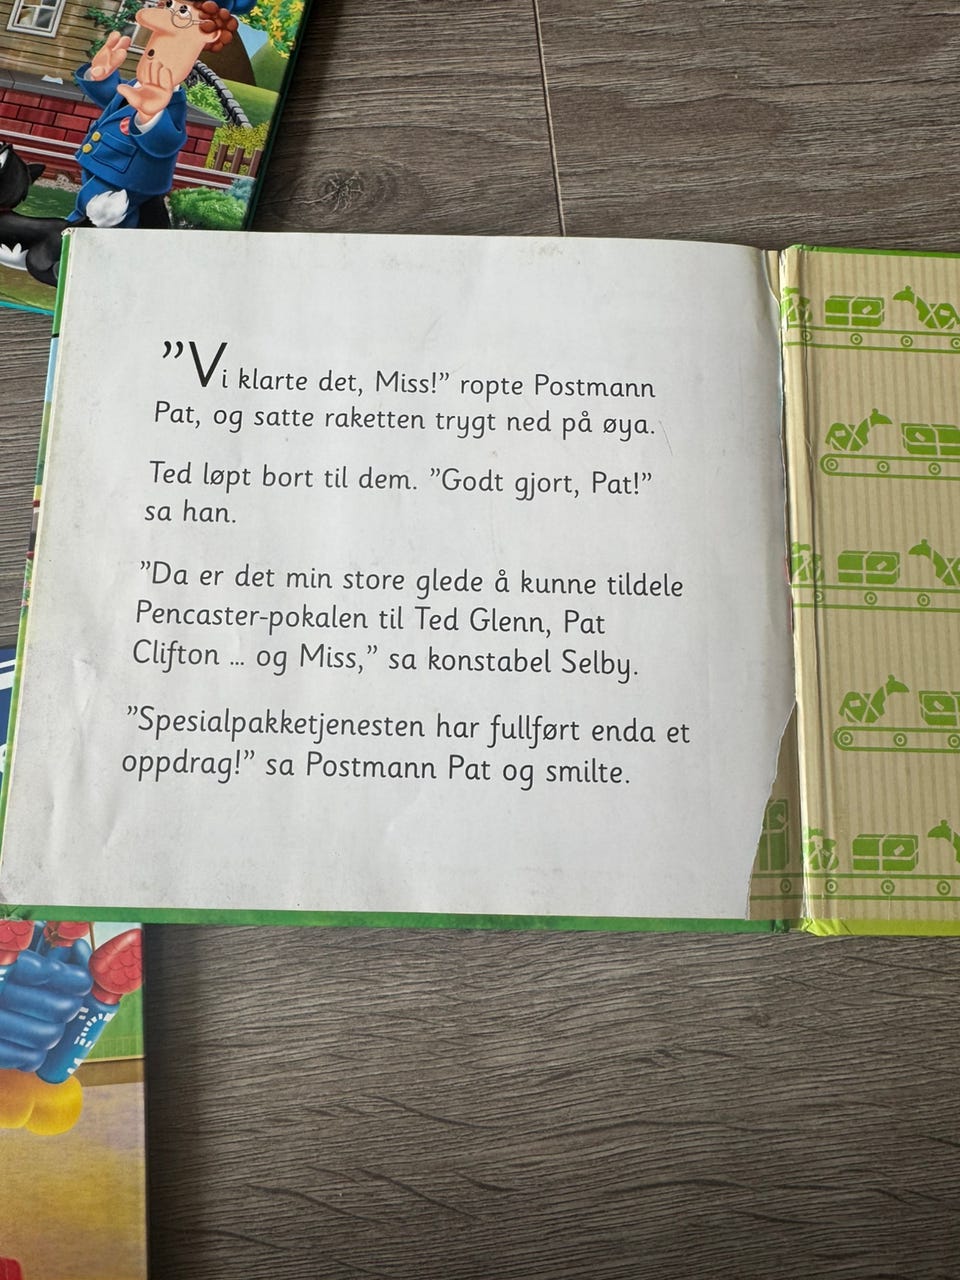 ”Vi klarte det, Miss!” ropte Postmann
Pat, og satte raketten trygt ned på øya.
Ted løpt bort til dem. ”Godt gjort, Pat!”
sa han.
”Da er det min store glede å kunne tildele
Pencaster-pokalen til Ted Glenn, Pat
Clifton ... og Miss,” sa konstabel Selby.
”Spesialpakketjenesten har fullført enda et
oppdrag!” sa Postmann Pat og smilte.